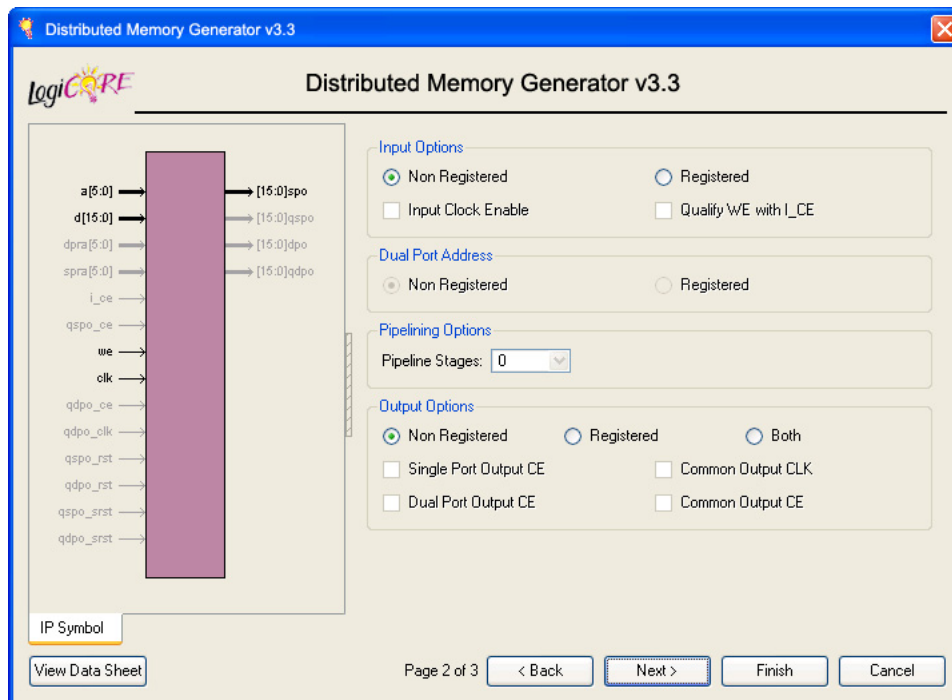 Distributed Memory Generator v3.3
LogiCORE
Distributed Memory Generator v3.3
a[5:0]
d[15:0]
dpra[5:0]
spra[5:0]
i_ce
qspo_ce
we
clk
qdpo_ce
qdpo_clk
qspo_rst
qdpo_rst
qspo_srst
qdpo_srst
[15:0]spo
[15:0]qspo
[15:0]dpo
[15:0]qdpo
IP Symbol
Input Options
Non Registered Registered
Input Clock Enable Qualify WE with I_CE
Dual Port Address
Non Registered Registered
Pipelining Options
Pipeline Stages: 0
Output Options
Non Registered Registered Both
Single Port Output CE Common Output CLK
Dual Port Output CE Common Output CE
View Data Sheet Page 2 of 3 < Back Next > Finish Cancel